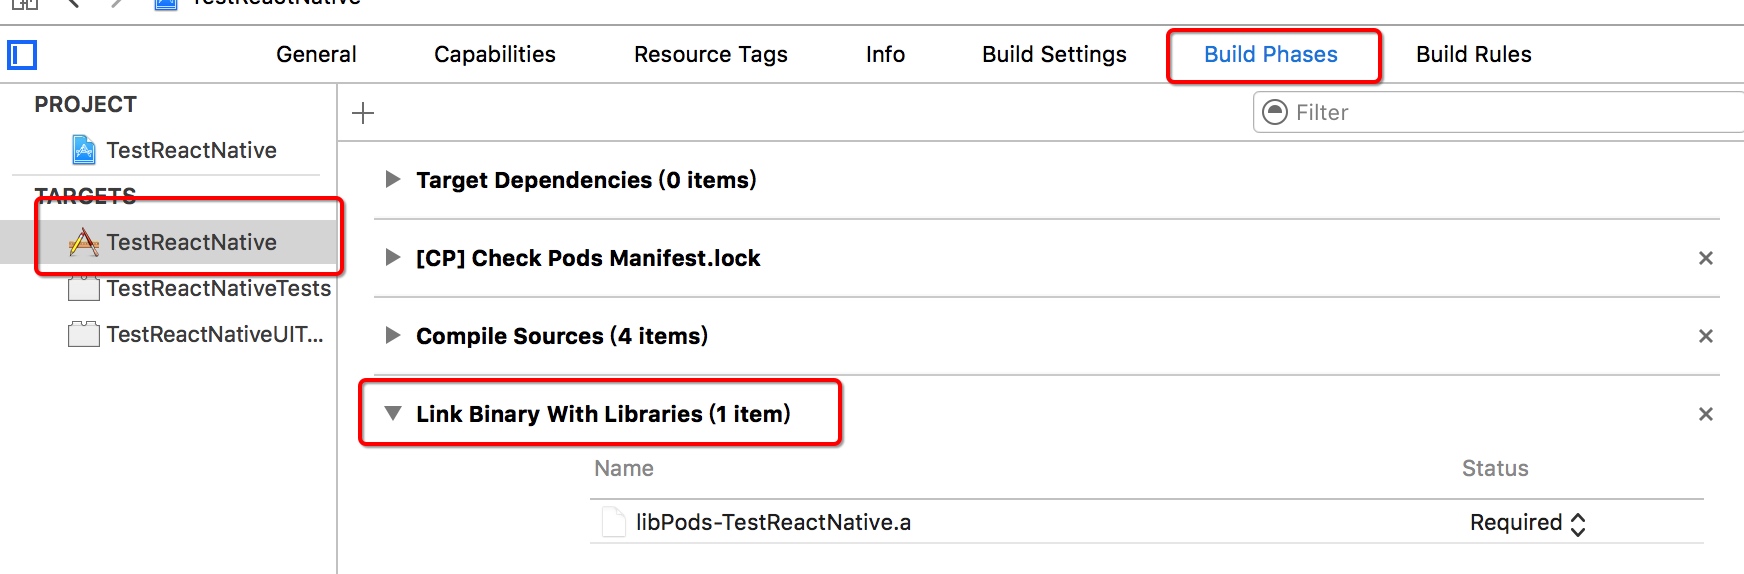 TestReactNative
General Capabilities Resource Tags Info Build Settings Build Phases Build Rules
PROJECT
TestReactNative
TARGETS
TestReactNative
TestReactNativeTests
TestReactNativeUIT...
Filter
Target Dependencies (0 items)
[CP] Check Pods Manifest.lock
Compile Sources (4 items)
Link Binary With Libraries (1 item)
Name Status
libPods-TestReactNative.a Required